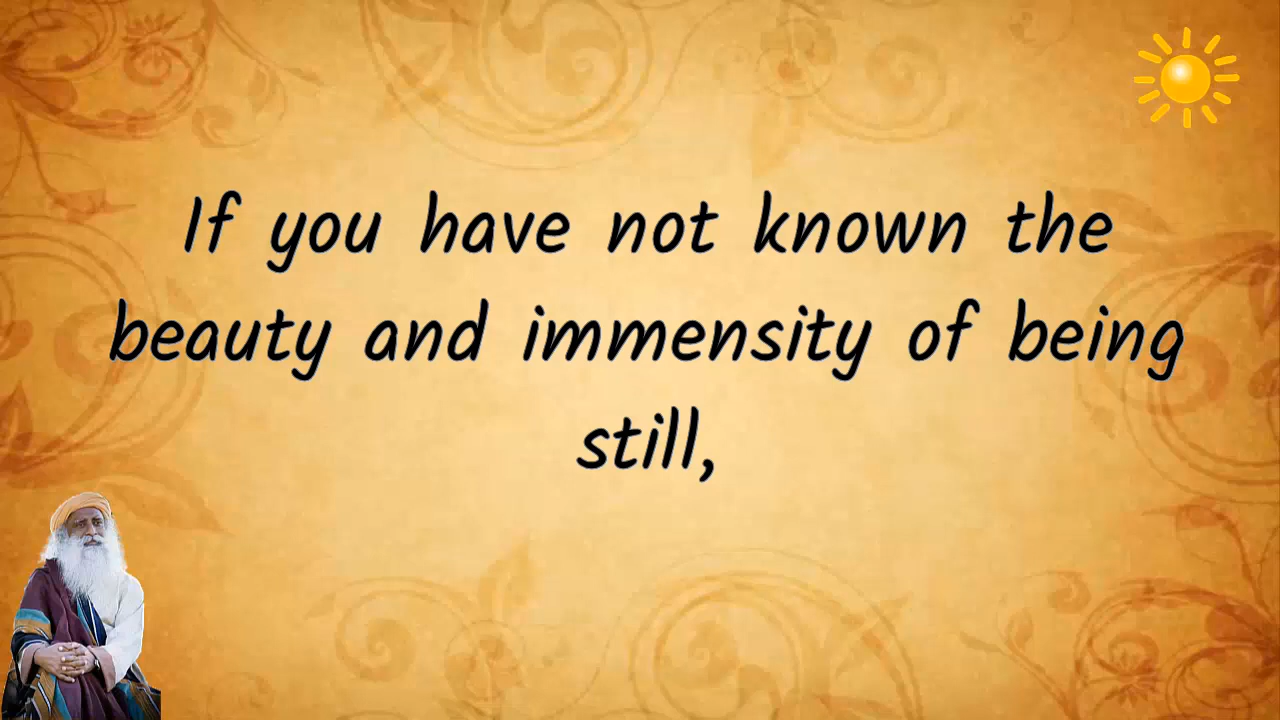 If you have not known the
beauty and immensity of being
still,